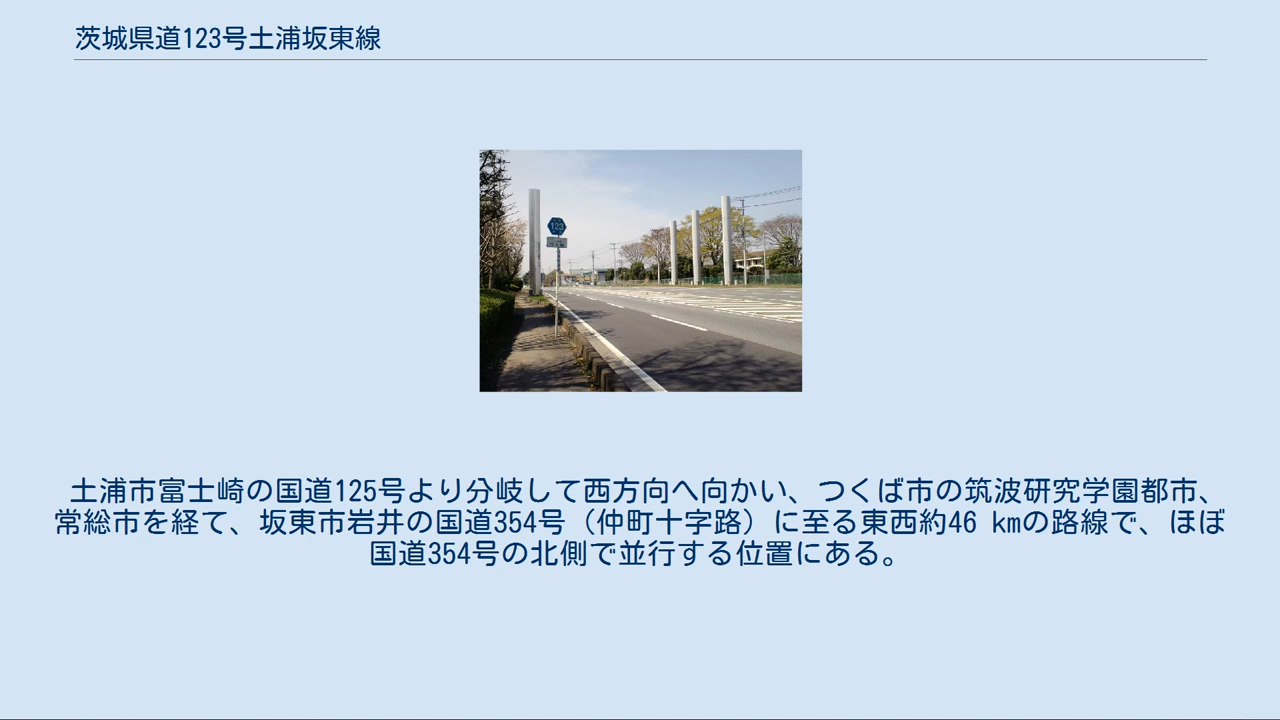 茨城県道123号土浦坂東線
123
土浦市富士崎の国道125号より分岐して西方向へ向かい、つくば市の筑波研究学園都市、
常総市を経て、坂東市岩井の国道354号（仲町十字路）に至る東西約46 kmの路線で、ほぼ
国道354号の北側で並行する位置にある。